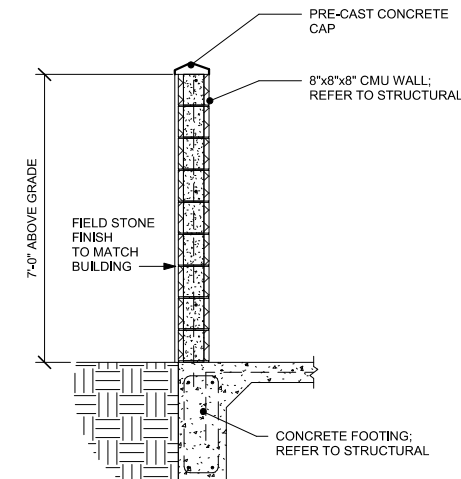 PRE-CAST CONCRETE
CAP
8"x8"x8" CMU WALL;
REFER TO STRUCTURAL
7'-0" ABOVE GRADE
FIELD STONE
FINISH
TO MATCH
BUILDING
CONCRETE FOOTING;
REFER TO STRUCTURAL